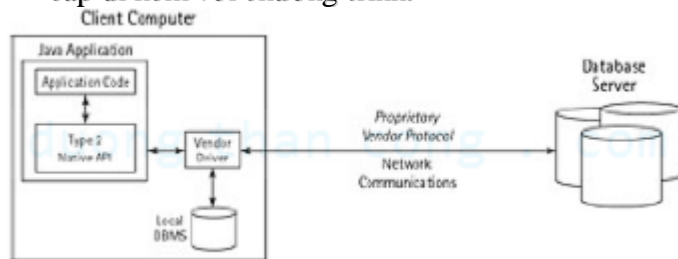 Client Computer
Java Application
Application Code
Type 2
Native API
Vendor
Driver
Local
DBMS
Proprietary
Vendor Protocol
Network
Communications
Database
Server